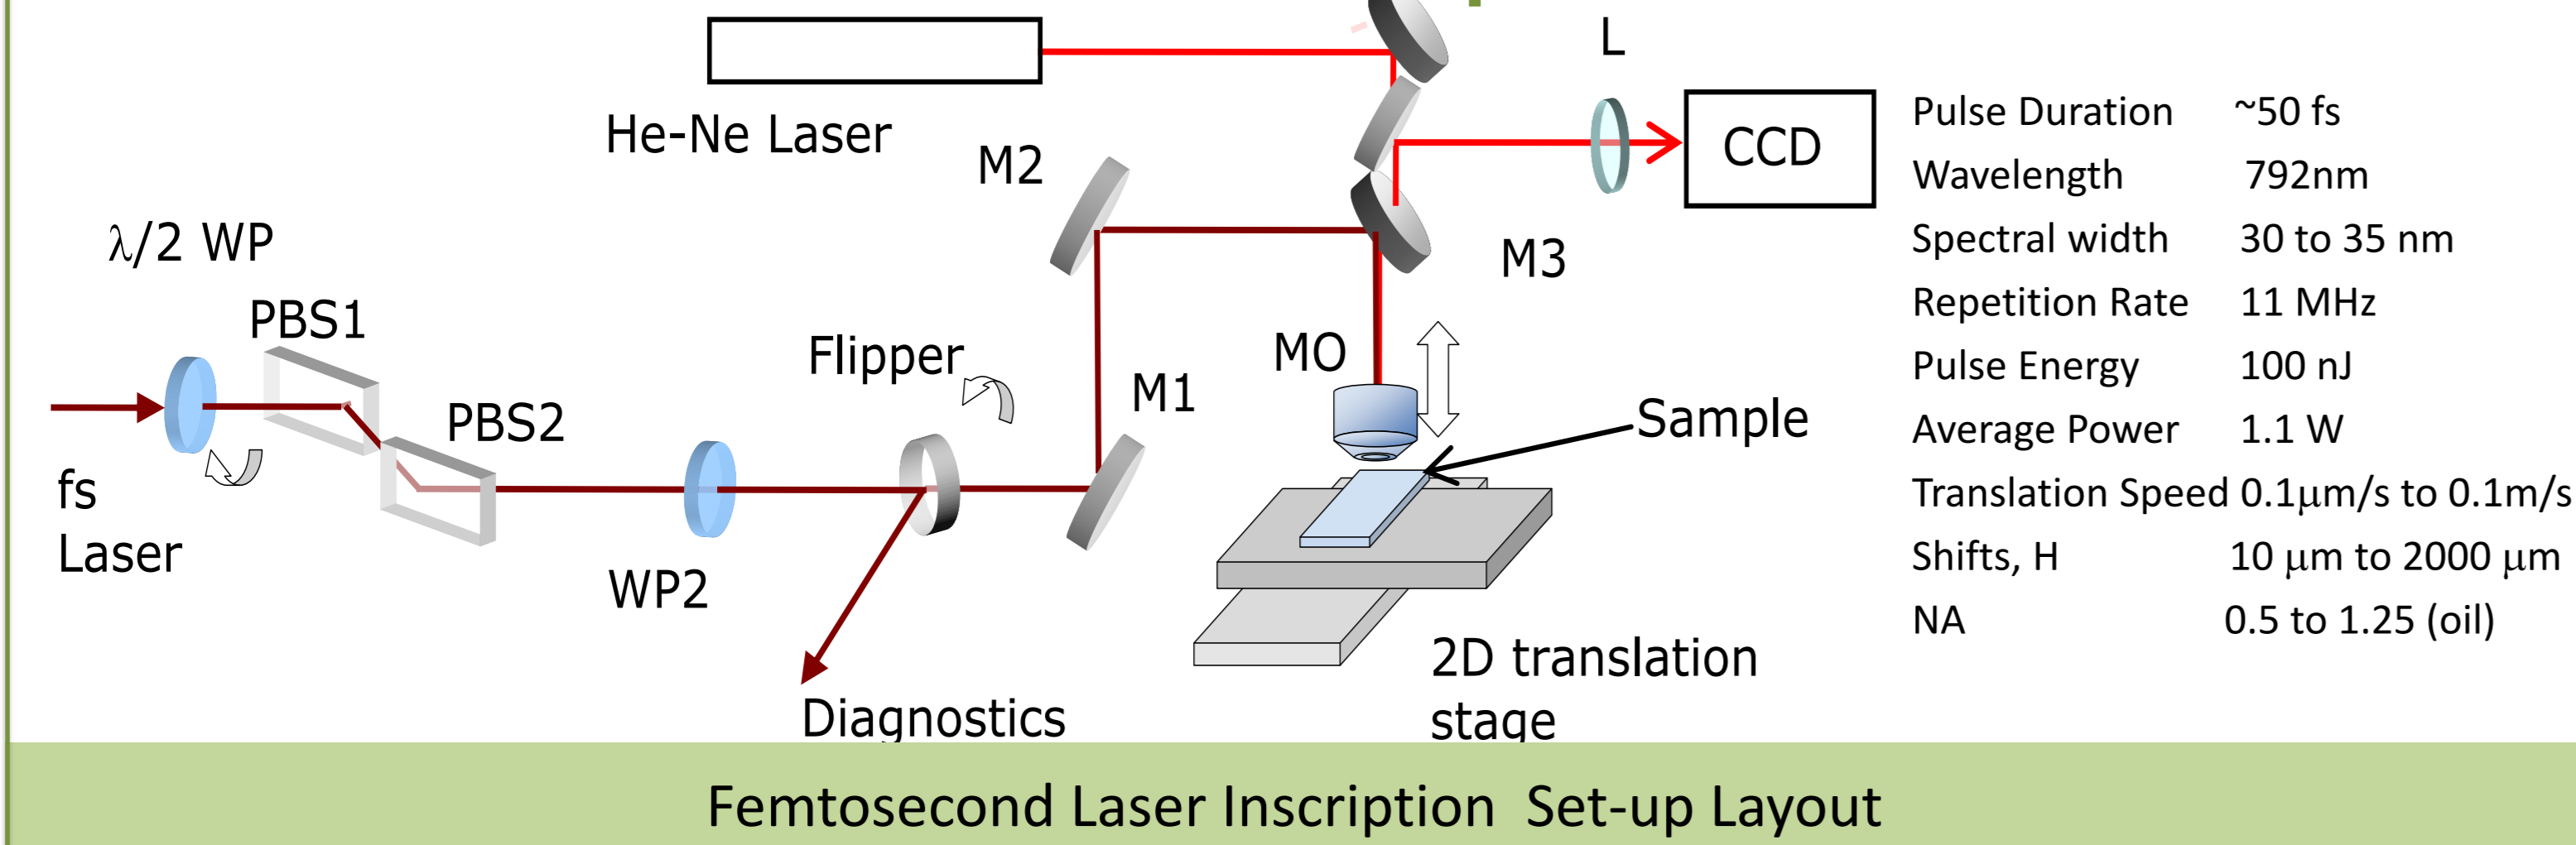 L
He-Ne Laser
M2
CCD
λ/2 WP
PBS1
M3
Flipper
MO
M1
PBS2
Sample
fs
Laser
WP2
2D translation
stage
Diagnostics
Pulse Duration ~50 fs
Wavelength 792nm
Spectral width 30 to 35 nm
Repetition Rate 11 MHz
Pulse Energy 100 nJ
Average Power 1.1 W
Translation Speed 0.1μm/s to 0.1m/s
Shifts, H 10 μm to 2000 μm
NA 0.5 to 1.25 (oil)
Femtosecond Laser Inscription Set-up Layout